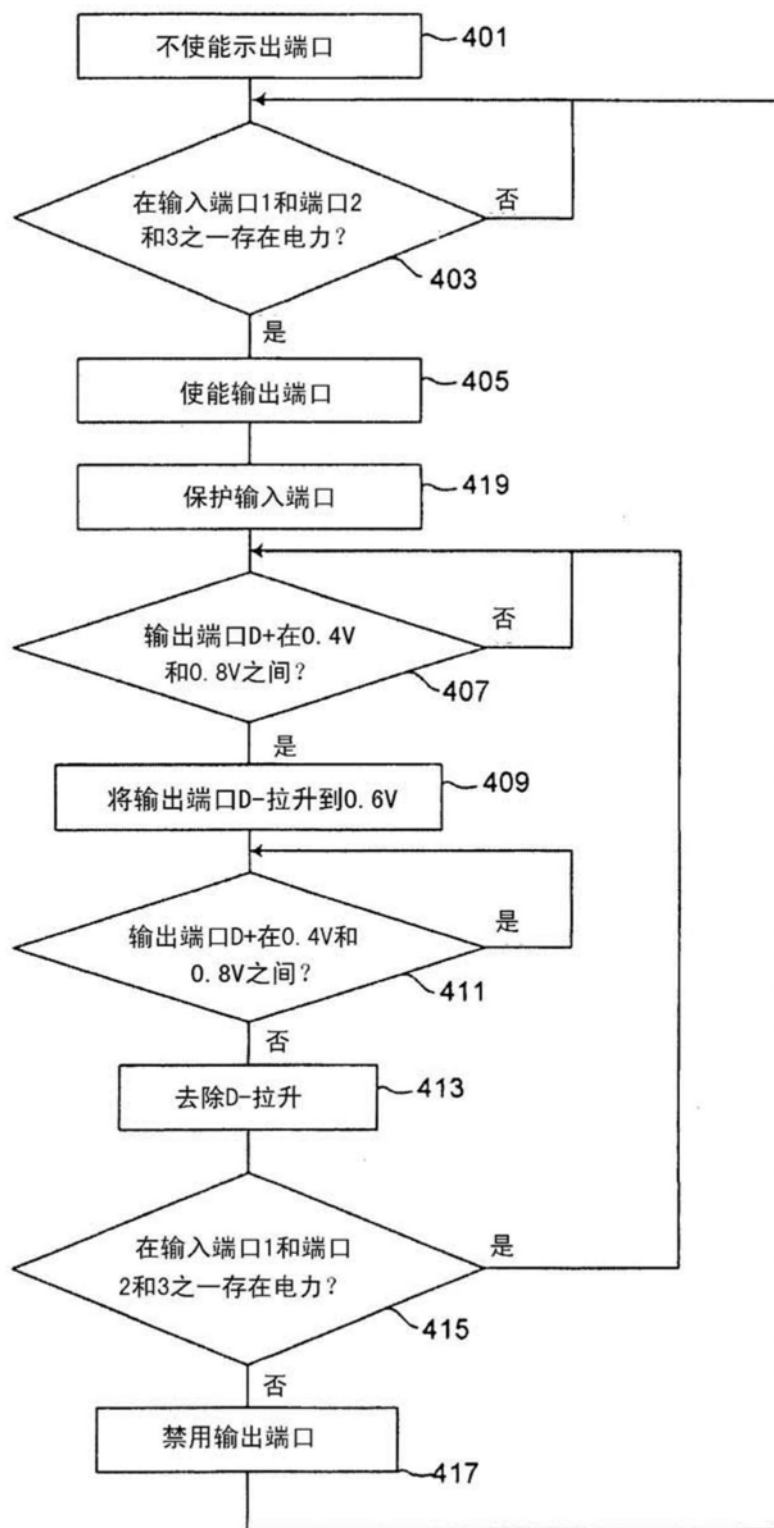 不使能示出端口
401
在输入端口1和端口2
和3之一存在电力?
否
403
是
使能输出端口
405
保护输入端口
419
输出端口D+在0.4V
和0.8V之间?
否
407
是
将输出端口D-拉升到0.6V
409
输出端口D+在0.4V和
0.8V之间?
是
411
否
去除D-拉升
413
在输入端口1和端口
2和3之一存在电力?
是
415
否
禁用输出端口
417